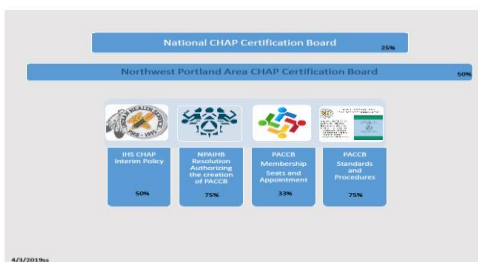 National CHAP Certification Board
25%
Northwest Portland Area CHAP Certification Board
50%
IHS CHAP
Interim Policy
50%
NPAIHB
Resolution
Authorizing
the creation
of PACCB
75%
PACCB
Membership
Seats and
Appointment
33%
PACCB
Standards
and
Procedures
75%
4/3/2019ss